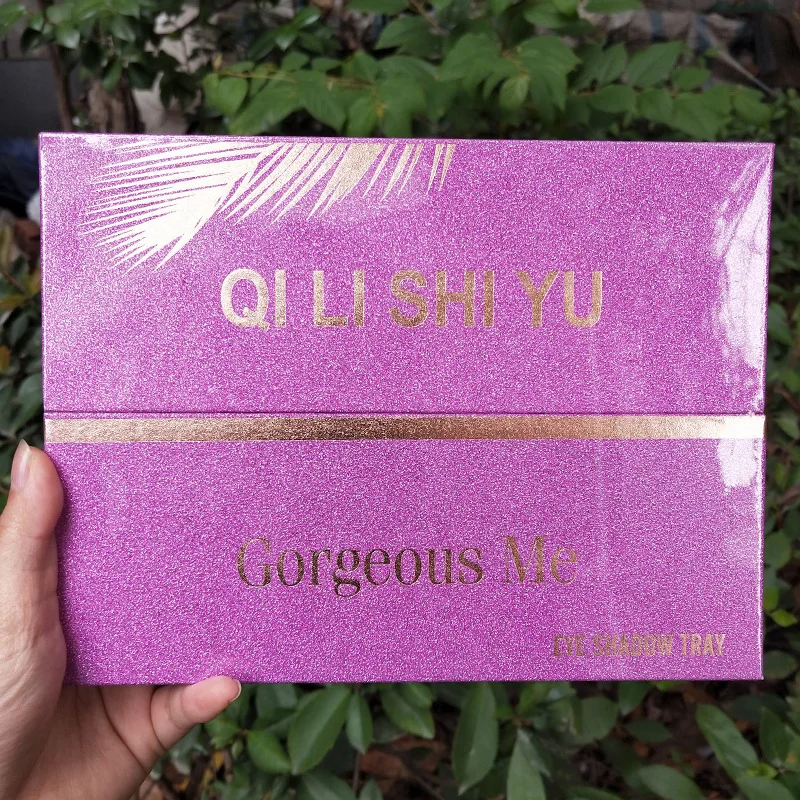 QI LI SHI YU
Gorgeous Me
EYE SHADOW TRAY